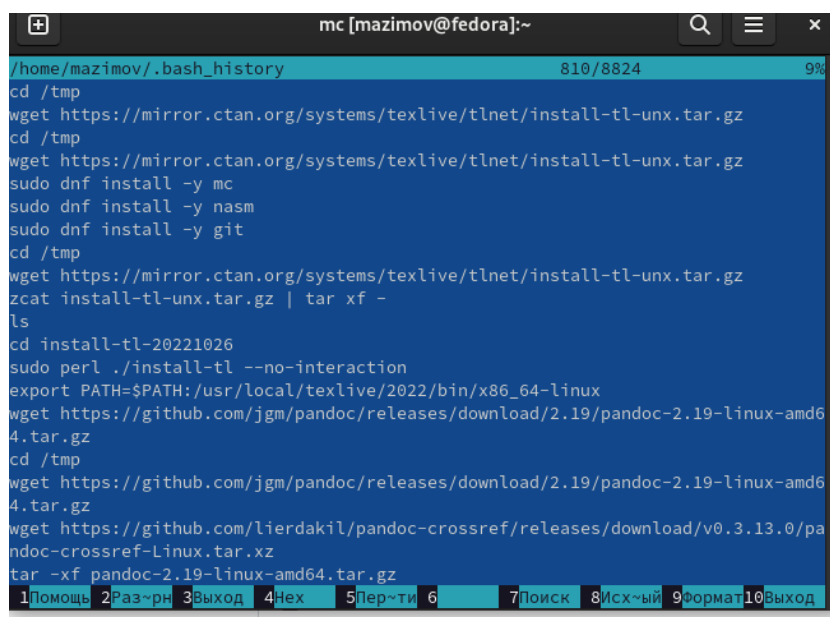 mc [mazimov@fedora]:~
/home/mazimov/.bash_history 810/8824 9%
cd /tmp
wget https://mirror.ctan.org/systems/texlive/tlnet/install-tl-unx.tar.gz
cd /tmp
wget https://mirror.ctan.org/systems/texlive/tlnet/install-tl-unx.tar.gz
sudo dnf install -y mc
sudo dnf install -y nasm
sudo dnf install -y git
cd /tmp
wget https://mirror.ctan.org/systems/texlive/tlnet/install-tl-unx.tar.gz
zcat install-tl-unx.tar.gz | tar xf -
ls
cd install-tl-20221026
sudo perl ./install-tl --no-interaction
export PATH=$PATH:/usr/local/texlive/2022/bin/x86_64-linux
wget https://github.com/jgm/pandoc/releases/download/2.19/pandoc-2.19-linux-amd6
4.tar.gz
cd /tmp
wget https://github.com/jgm/pandoc/releases/download/2.19/pandoc-2.19-linux-amd6
4.tar.gz
wget https://github.com/lierdakil/pandoc-crossref/releases/download/v0.3.13.0/pa
ndoc-crossref-Linux.tar.xz
tar -xf pandoc-2.19-linux-amd64.tar.gz
1Помощь 2Раз~рн 3Выход 4Hex 5Пер~ти 6 7Поиск 8Исх~ый 9Формат 10Выход